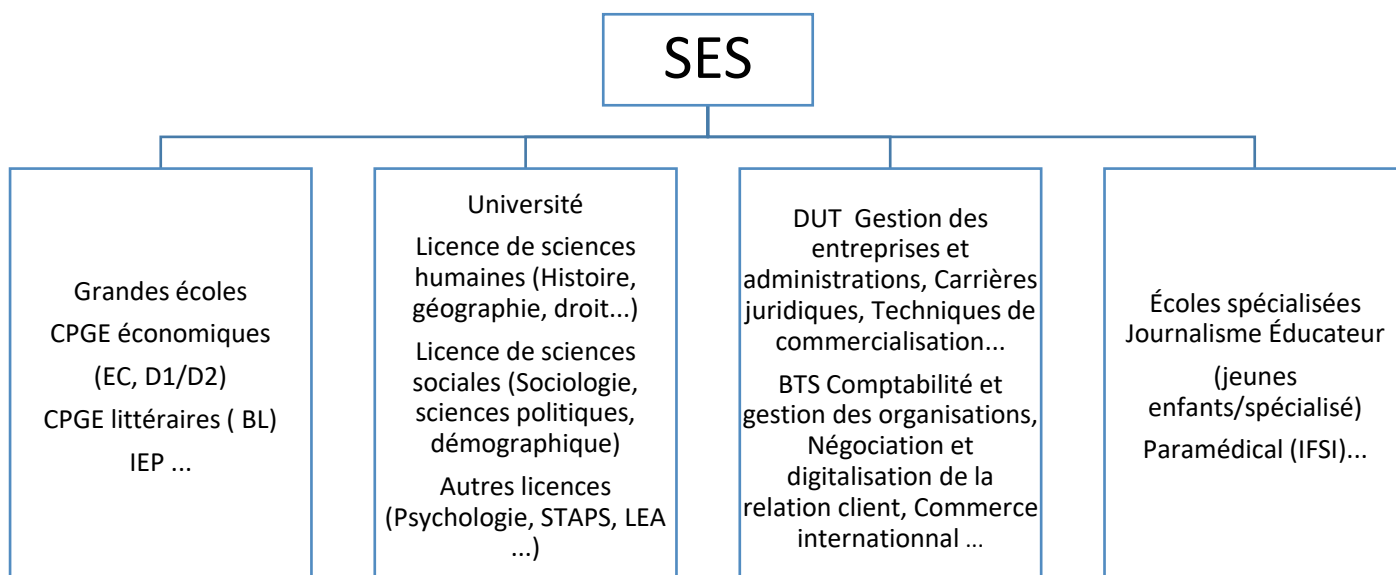 SES
Grandes écoles
CPGE économiques
(EC, D1/D2)
CPGE littéraires ( BL)
IEP ...
Université
Licence de sciences
humaines (Histoire,
géographie, droit...)
Licence de sciences
sociales (Sociologie,
sciences politiques,
démographique)
Autres licences
(Psychologie, STAPS, LEA
...)
DUT  Gestion des
entreprises et
administrations, Carrières
juridiques, Techniques de
commercialisation...
BTS Comptabilité et
gestion des organisations,
Négociation et
digitalisation de la
relation client, Commerce
internationnal ...
Écoles spécialisées
Journalisme Éducateur
(jeunes
enfants/spécialisé)
Paramédical (IFSI)...